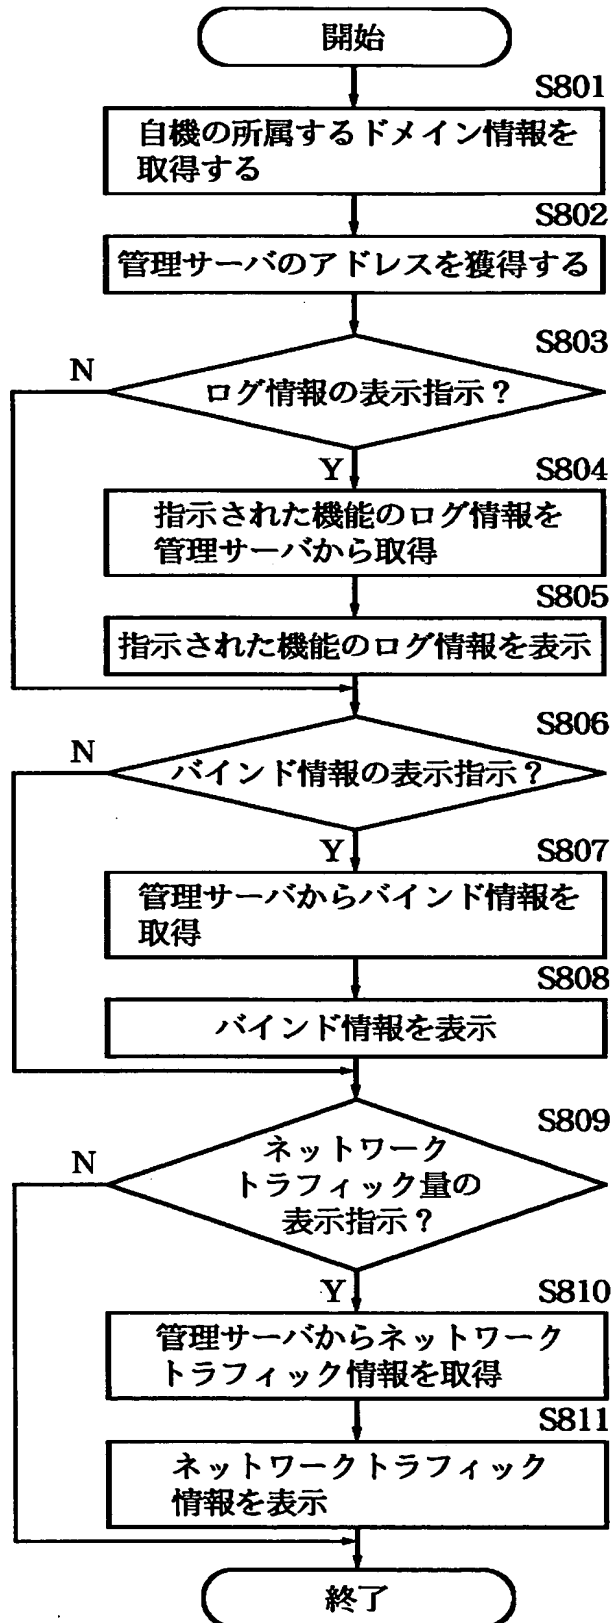 開始
S801
自機の所属するドメイン情報を
取得する
S802
管理サーバのアドレスを獲得する
S803
N
ログ情報の表示指示？
Y
S804
指示された機能のログ情報を
管理サーバから取得
S805
指示された機能のログ情報を表示
S806
N
バインド情報の表示指示？
Y
S807
管理サーバからバインド情報を
取得
S808
バインド情報を表示
S809
N
ネットワーク
トラフィック量の
表示指示？
Y
S810
管理サーバからネットワーク
トラフィック情報を取得
S811
ネットワークトラフィック
情報を表示
終了